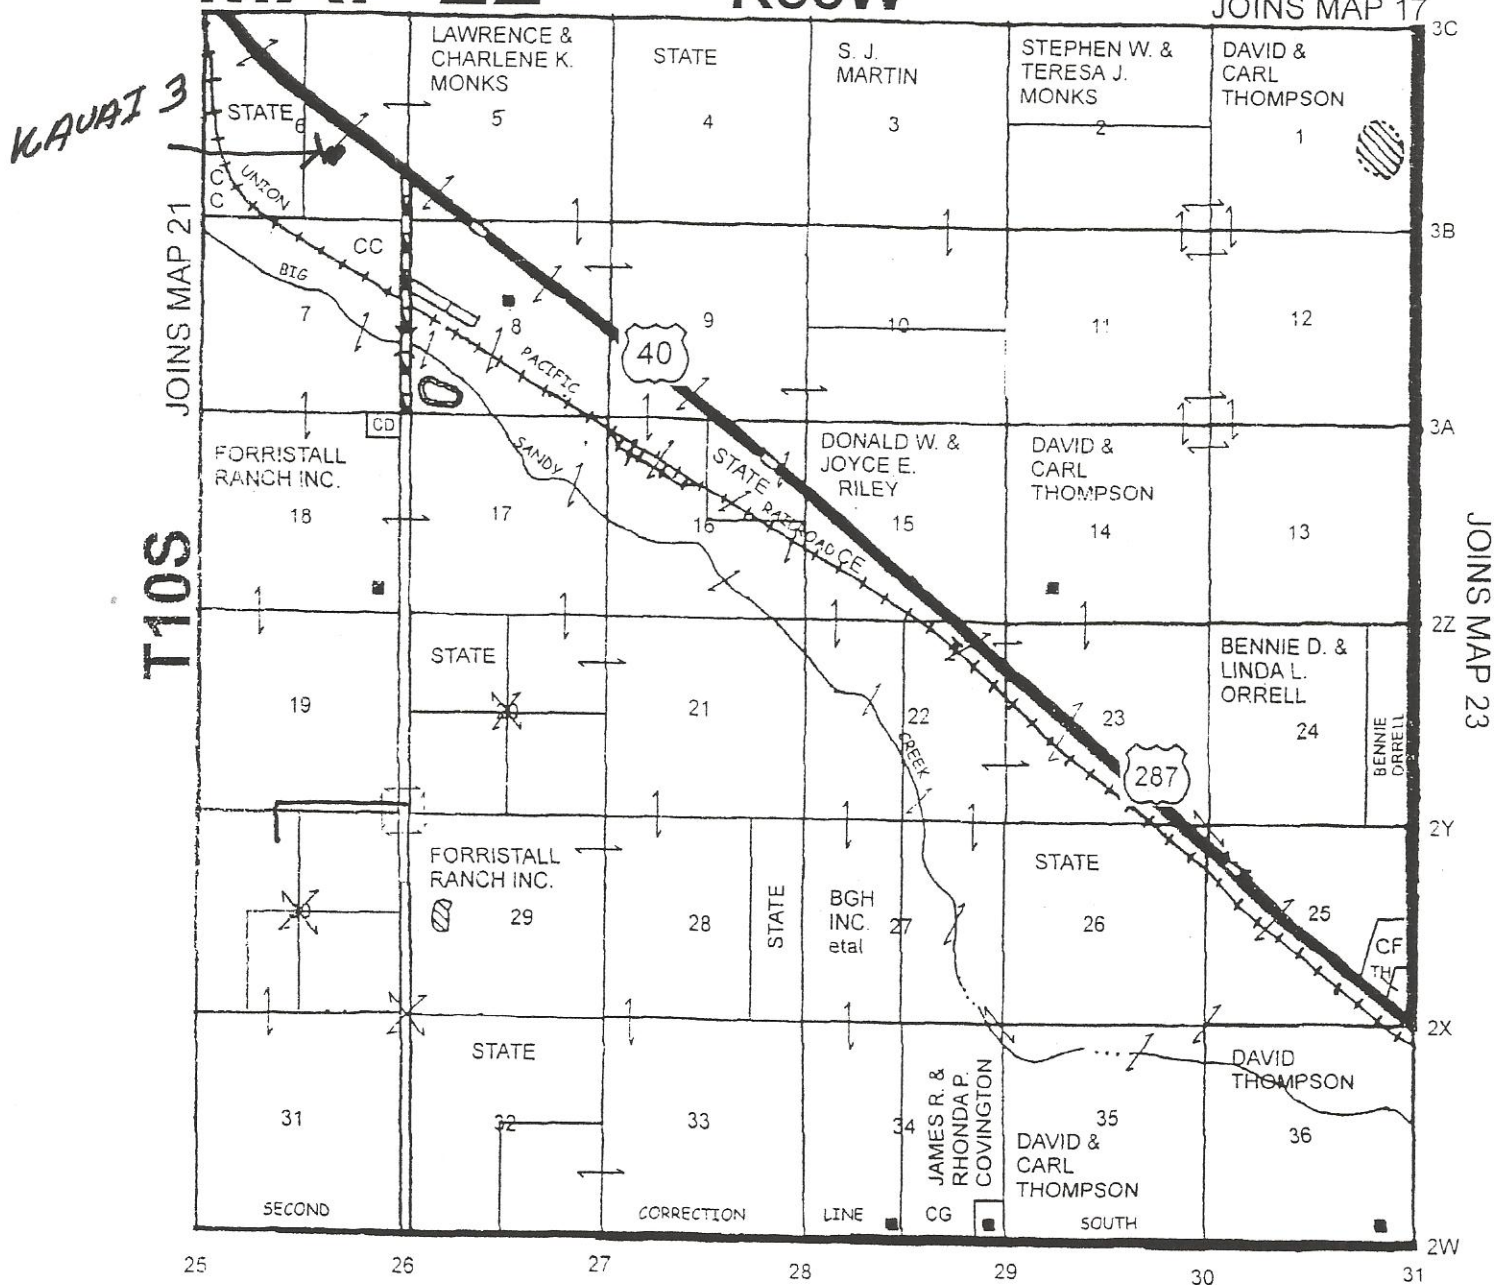 JOINS MAP 17
3C
LAWRENCE &
CHARLENE K.
MONKS
5
STATE
4
S. J.
MARTIN
3
STEPHEN W. &
TERESA J.
MONKS
2
DAVID &
CARL
THOMPSON
1
KAUAI 3
STATE
6
C
C
UNION
CC
BIG
JOINS MAP 21
7
8
9
10
11
12
3B
40
PACIFIC
CD
SANDY
3A
FORRISTALL
RANCH INC.
18
17
STATE
16
RAILROAD
CE
DONALD W. &
JOYCE E.
RILEY
15
DAVID &
CARL
THOMPSON
14
13
T10S
JOINS MAP 23
2Z
19
STATE
21
22
CREEK
23
BENNIE D. &
LINDA L.
ORRELL
24
BENNIE
ORRELL
287
2Y
FORRISTALL
RANCH INC.
29
28
STATE
BGH
INC.
etal
27
STATE
26
25
CF
TH
2X
31
STATE
32
33
34
JAMES R. &
RHONDA P.
COVINGTON
35
DAVID &
CARL
THOMPSON
DAVID
THOMPSON
36
SECOND
CORRECTION
LINE
CG
SOUTH
2W
25
26
27
28
29
30
31